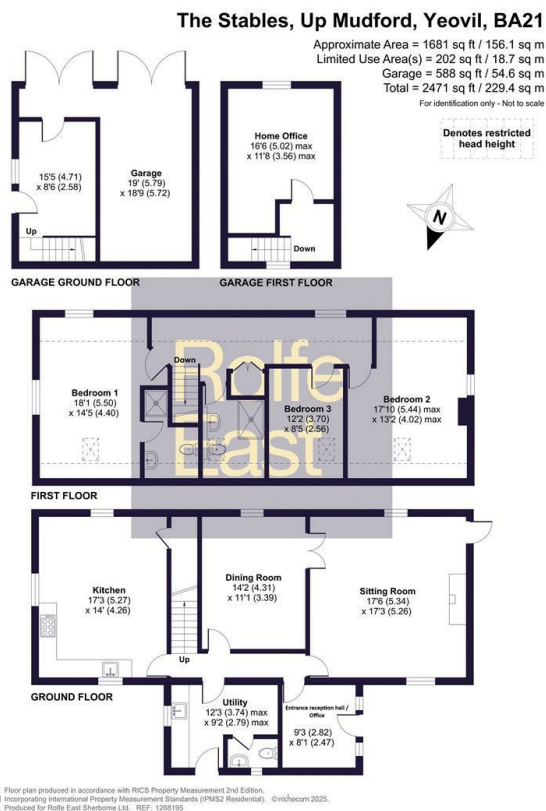 The Stables, Up Mudford, Yeovil, BA21
Approximate Area = 1681 sq ft / 156.1 sq m
Limited Use Area(s) = 202 sq ft / 18.7 sq m
Garage = 588 sq ft / 54.6 sq m
Total = 2471 sq ft / 229.4 sq m
For identification only - Not to scale
Denotes restricted
head height
N
15'5 (4.71)
x 8'6 (2.58)
Garage
19' (5.79)
x 18'9 (5.72)
Up
GARAGE GROUND FLOOR
Home Office
16'6 (5.02) max
x 11'8 (3.56) max
Down
GARAGE FIRST FLOOR
Rolfe
East
Bedroom 1
18'1 (5.50)
x 14'5 (4.40)
Down
Bedroom 3
12'2 (3.70)
x 8'5 (2.56)
Bedroom 2
17'10 (5.44) max
x 13'2 (4.02) max
FIRST FLOOR
Kitchen
17'3 (5.27)
x 14' (4.26)
Up
Dining Room
14'2 (4.31)
x 11'1 (3.39)
Sitting Room
17'6 (5.34)
x 17'3 (5.26)
GROUND FLOOR
Utility
12'3 (3.74) max
x 9'2 (2.79) max
Entrance reception hall /
Office
9'3 (2.82)
x 8'1 (2.47)
Floor plan produced in accordance with RICS Property Measurement 2nd Edition,
Incorporating International Property Measurement Standards (IPMS2 Residential). ©nichecom 2025.
Produced for Rolfe East Sherborne Ltd. REF: 1268195